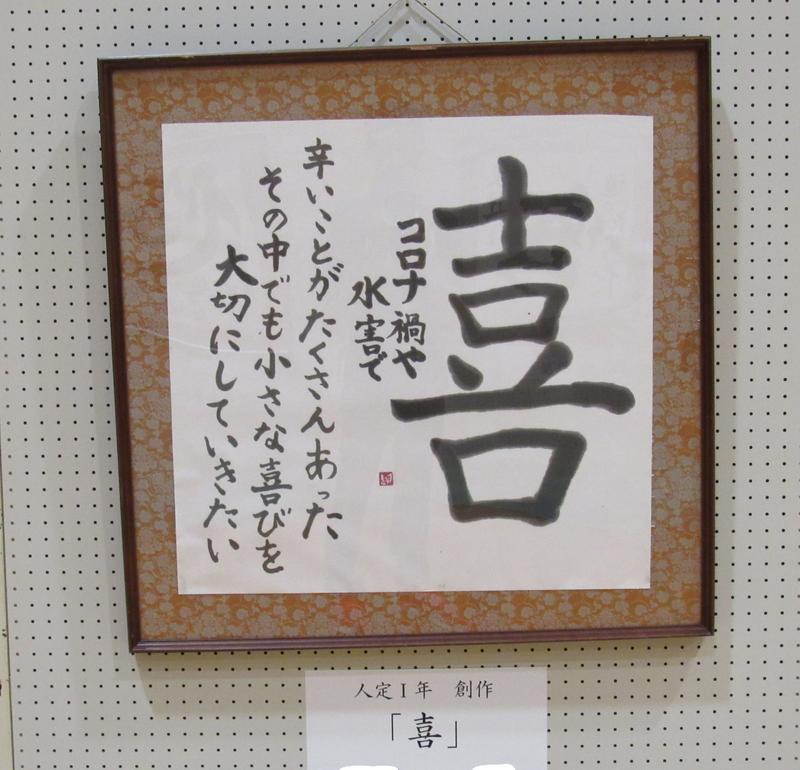 喜
コロナ禍や
水害で
辛いことがたくさんあった
その中でも小さな喜びを
大切にしていきたい
人定Ⅰ年 創作
「喜」